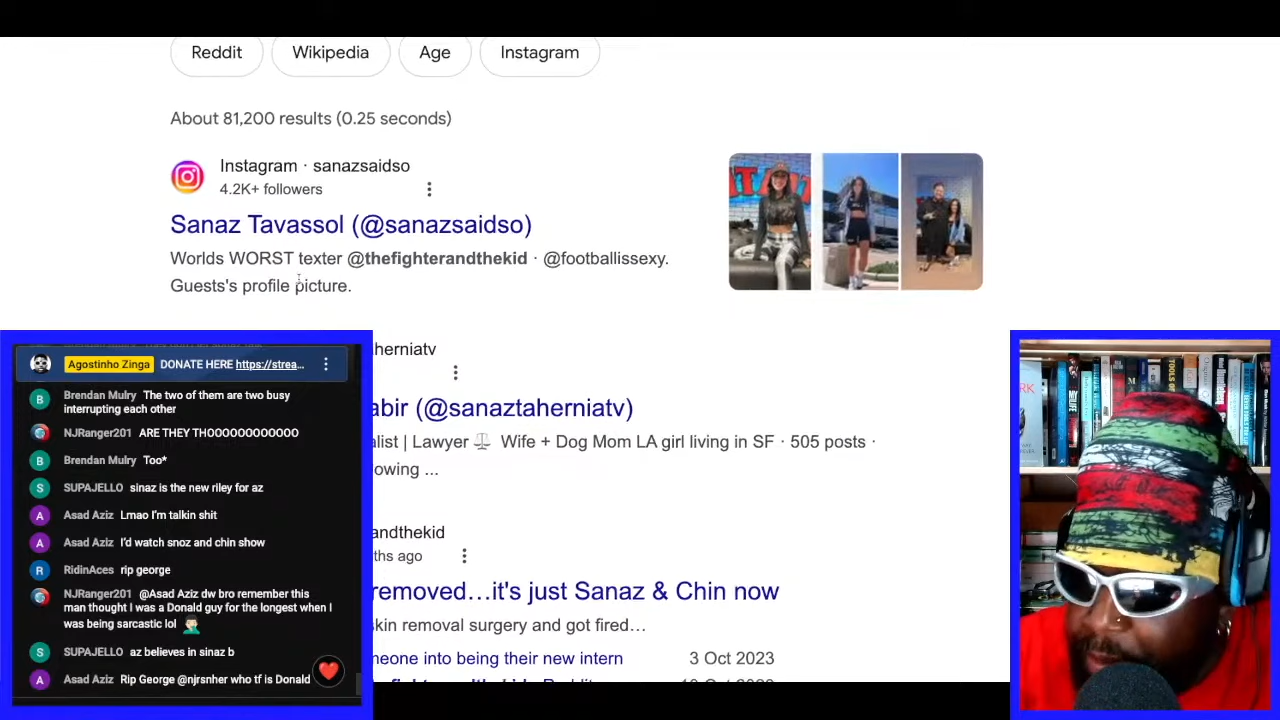 Reddit
Wikipedia
Age
Instagram
About 81,200 results (0.25 seconds)
Instagram · sanazsaidso
4.2K+ followers
Sanaz Tavassol (@sanazsaidso)
Worlds WORST texter @thefighterandthekid · @footballissexy.
Guests's profile picture.
herniatv
abir (@sanaztaherniatv)
alist | Lawyer ⚖️ Wife + Dog Mom LA girl living in SF · 505 posts ·
owing ...
andthekid
ths ago
removed…it's just Sanaz & Chin now
skin removal surgery and got fired…
meone into being their new intern 3 Oct 2023
Agostinho Zinga DONATE HERE https://strea...
Brendan Mulry The two of them are two busy
interrupting each other
NJRanger201 ARE THEY THOOOOOOOOOOO
Brendan Mulry Too*
SUPAJELLO sinaz is the new riley for az
Asad Aziz Lmao I'm talkin shit
Asad Aziz I'd watch snoz and chin show
RidinAces rip george
NJRanger201 @Asad Aziz dw bro remember this
man thought I was a Donald guy for the longest when I
was being sarcastic lol 🤦🏻‍♂️
SUPAJELLO az believes in sinaz b
Asad Aziz Rip George @njrsnher who tf is Donald